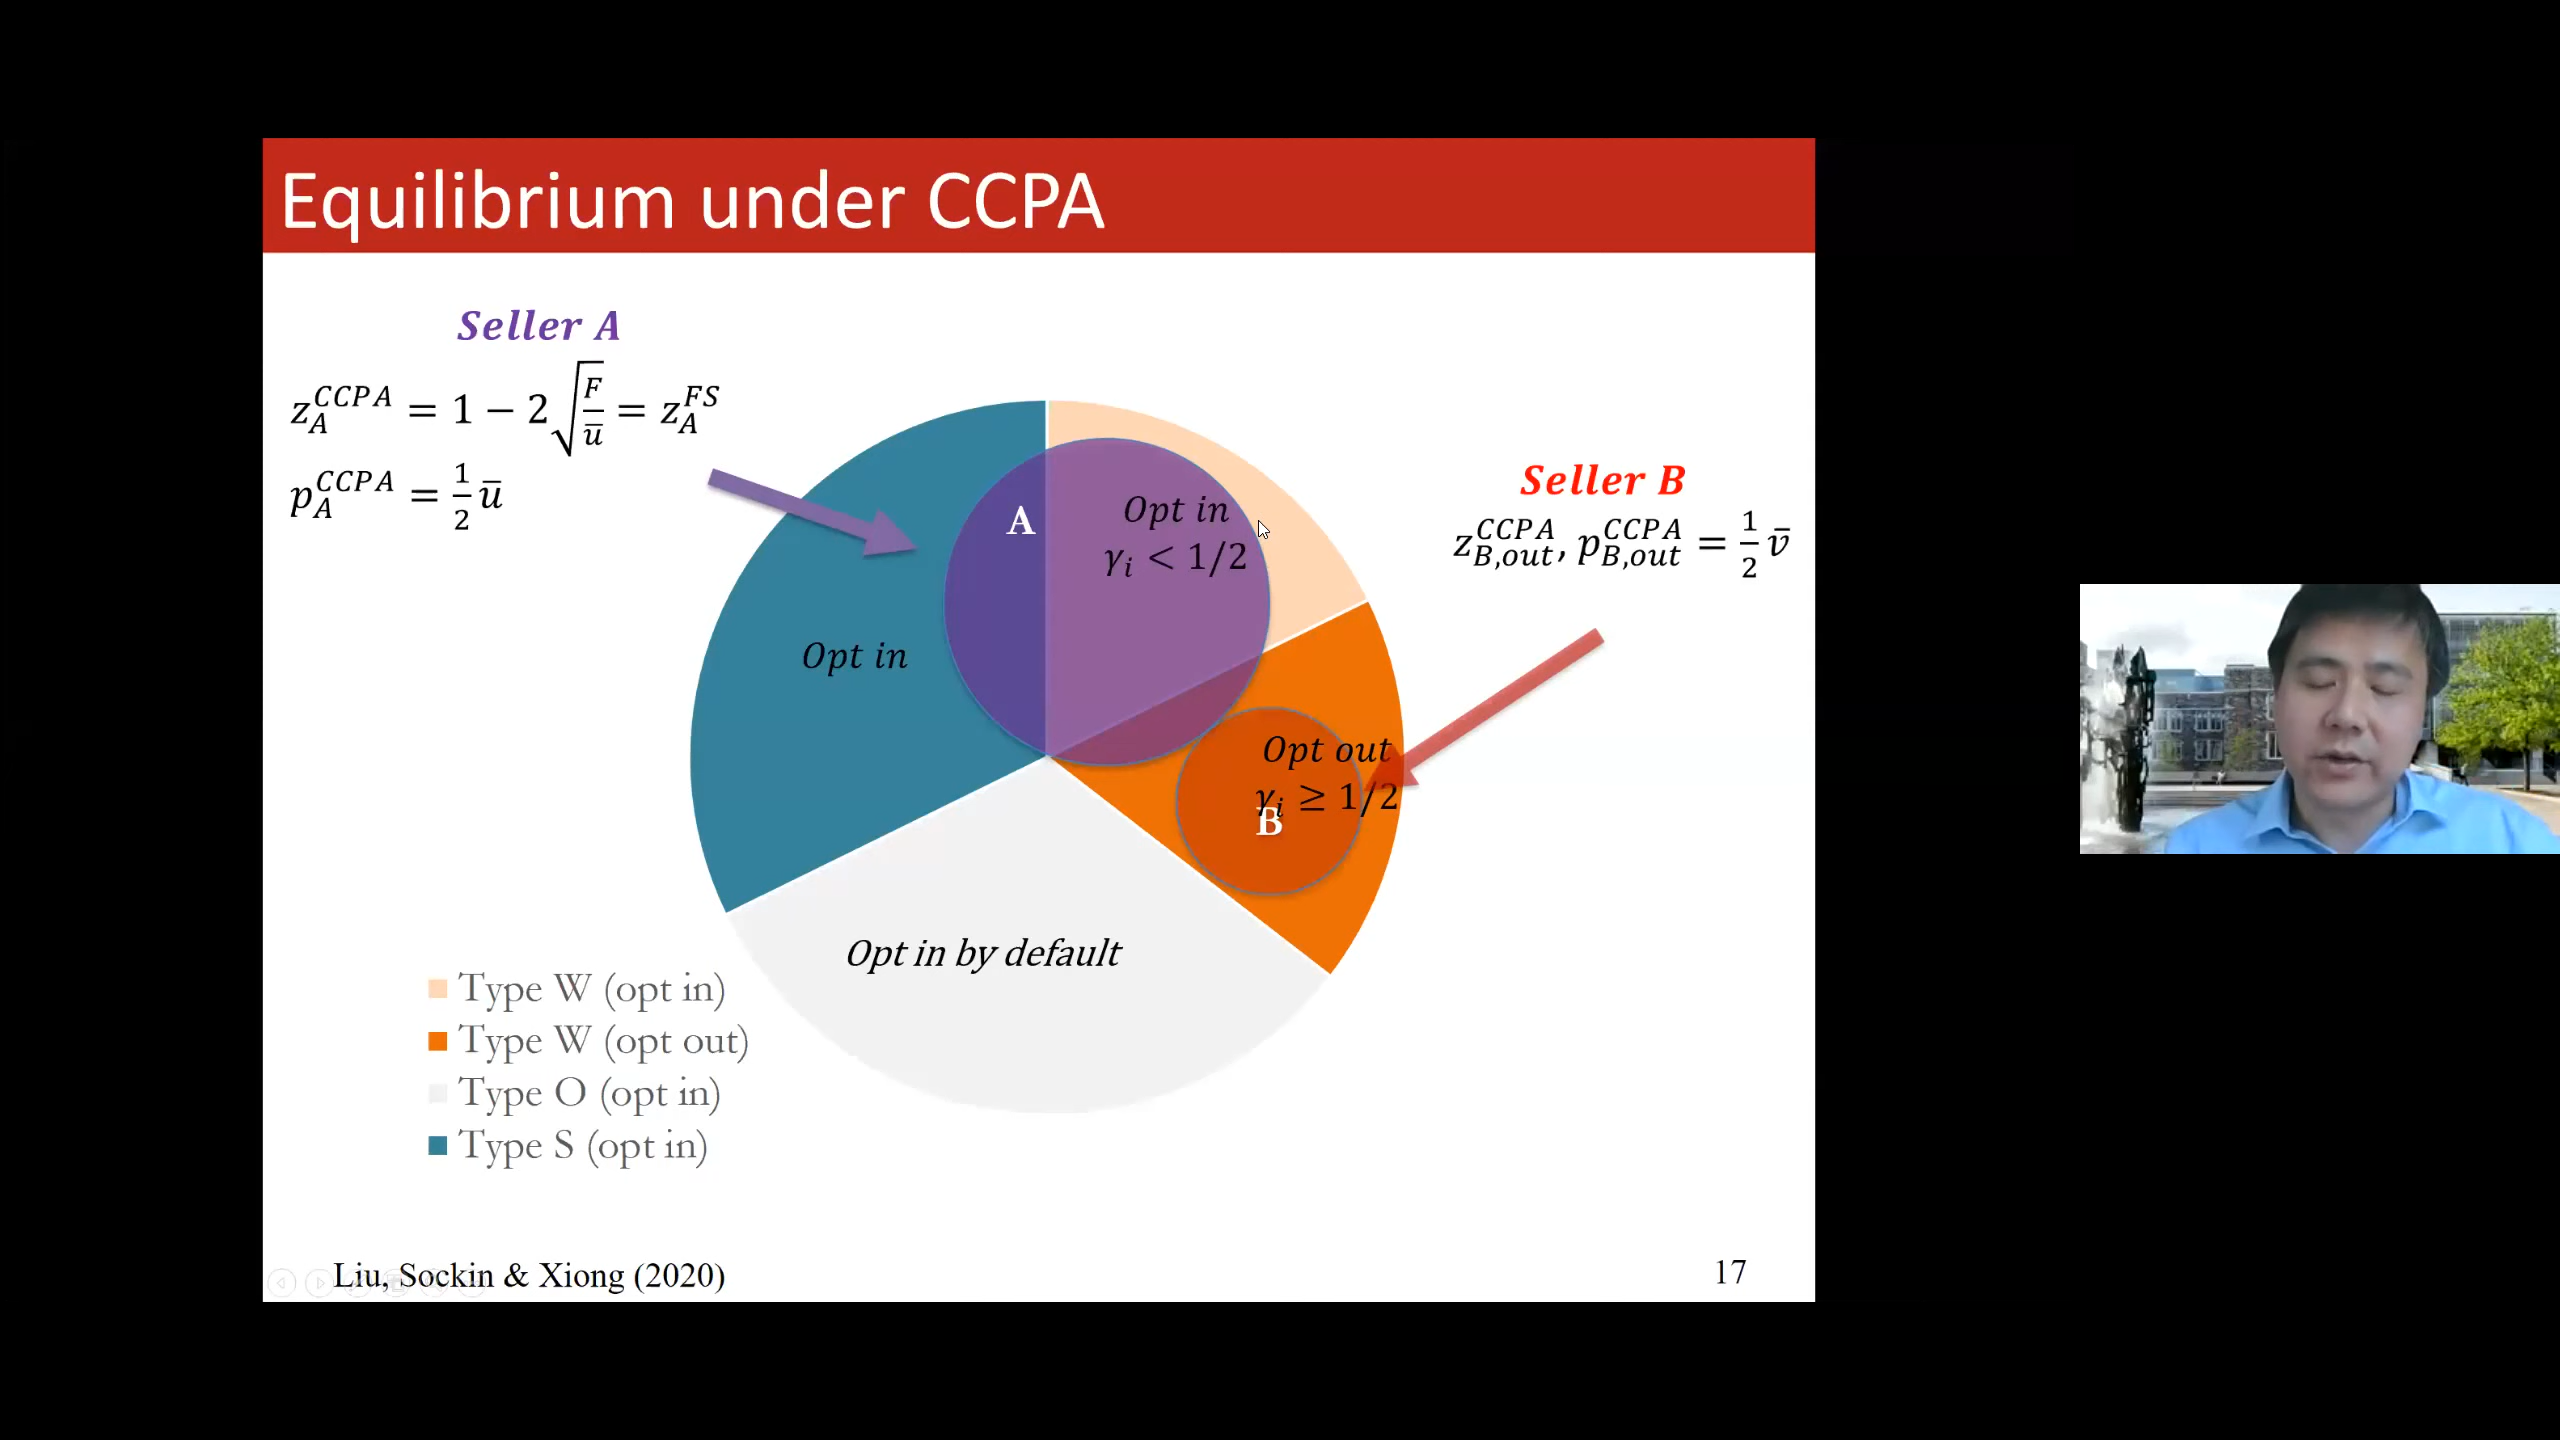 Equilibrium under CCPA
Seller A
z_A^{CCPA} = 1 − 2√(F/ū) = z_A^{FS}
p_A^{CCPA} = 1/2 ū
Seller B
z_{B,out}^{CCPA}, p_{B,out}^{CCPA} = 1/2 v̄
A
Opt in
γ_i < 1/2
Opt in
Opt out
γ_i ≥ 1/2
B
Opt in by default
Type W (opt in)
Type W (opt out)
Type O (opt in)
Type S (opt in)
Liu, Sockin & Xiong (2020)
17